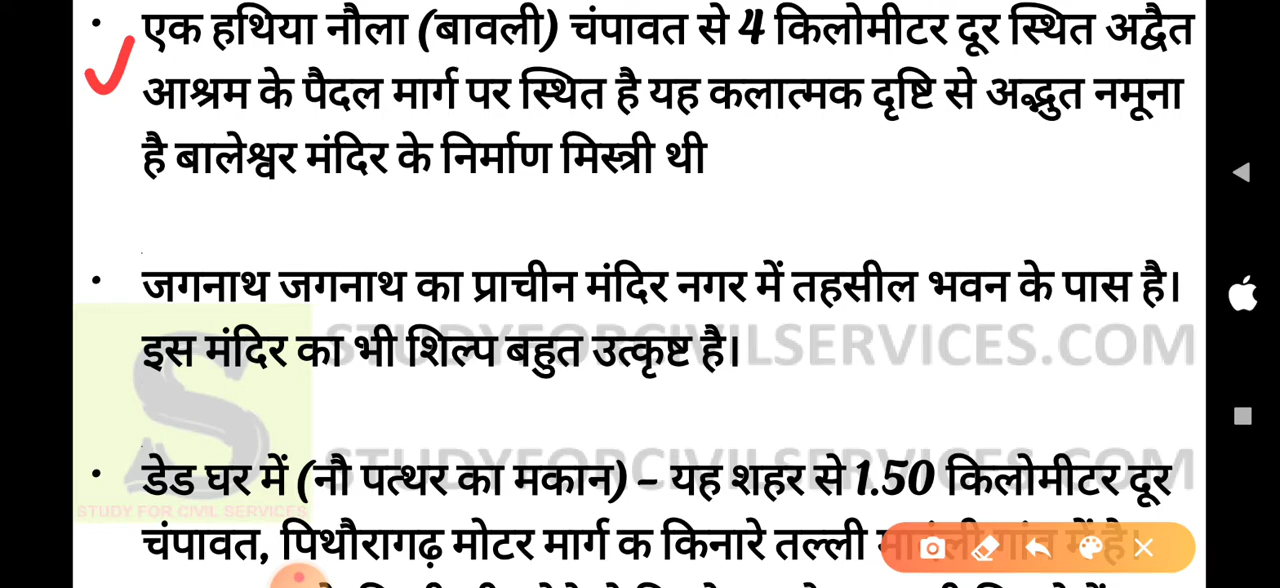 • एक हथिया नौला (बावली) चंपावत से 4 किलोमीटर दूर स्थित अद्वैत
आश्रम के पैदल मार्ग पर स्थित है यह कलात्मक दृष्टि से अद्भुत नमूना
है बालेश्वर मंदिर के निर्माण मिस्त्री थी
• जगनाथ जगनाथ का प्राचीन मंदिर नगर में तहसील भवन के पास है।
STUDYFORCIVILSERVICES.COM
इस मंदिर का भी शिल्प बहुत उत्कृष्ट है।
STUDYFORCIVILSERVICES.COM
• डेड घर में (नौ पत्थर का मकान) – यह शहर से 1.50 किलोमीटर दूर
STUDY FOR CIVIL SERVICES
चंपावत, पिथौरागढ़ मोटर मार्ग क किनारे तल्ली